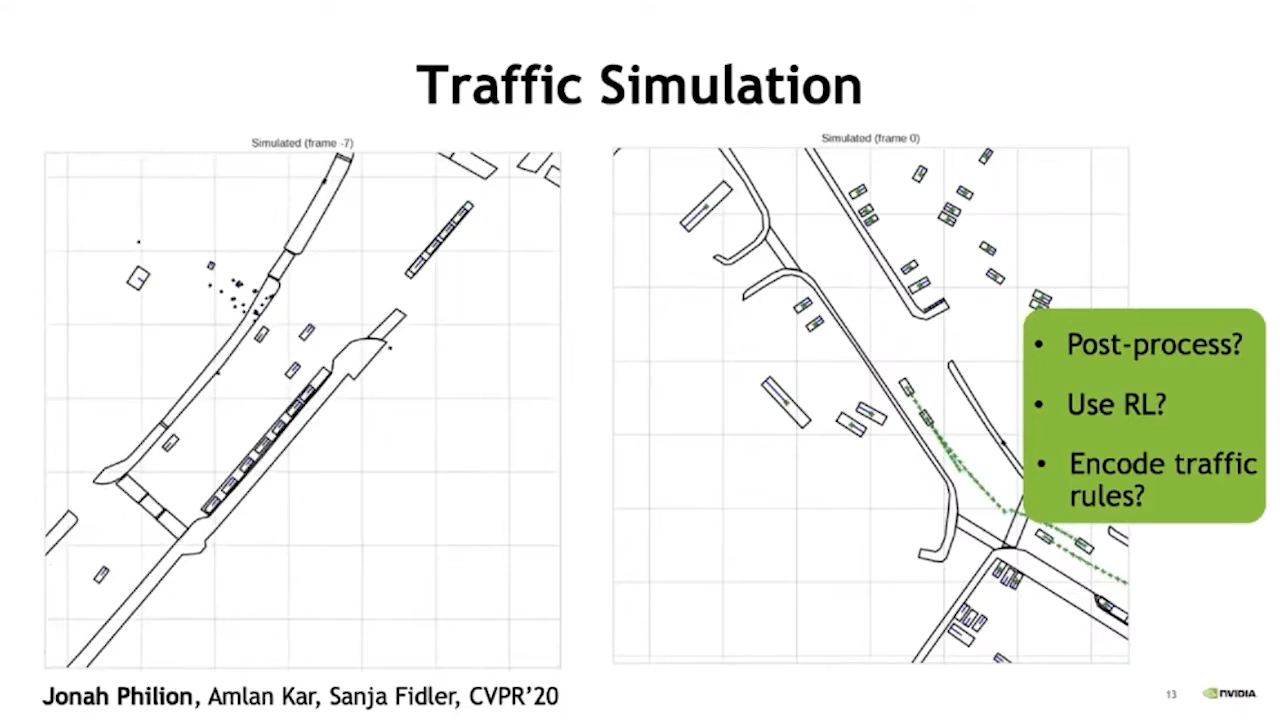 Traffic Simulation
Simulated (frame -7)
Simulated (frame 0)
• Post-process?
• Use RL?
• Encode traffic
rules?
Jonah Philion, Amlan Kar, Sanja Fidler, CVPR’20
13
NVIDIA